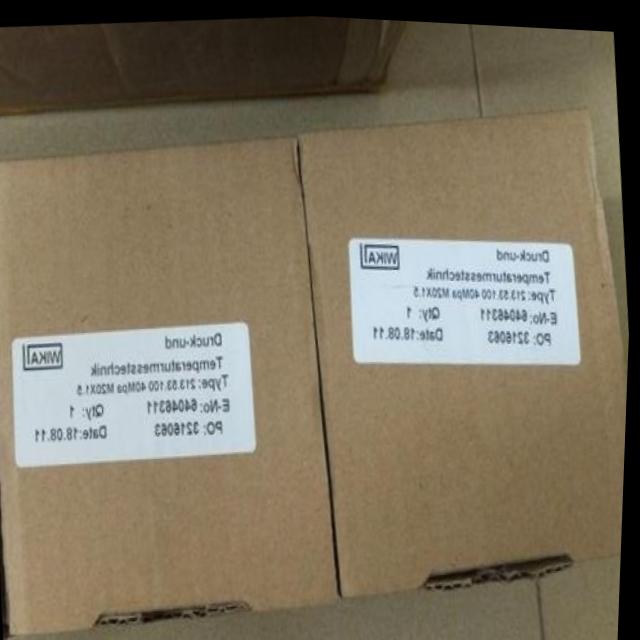 Druck-und
WIKA
Temperaturmesstechnik
Type: 213.53.100 40Mpa M20X1.5
E-No: 64046311 Qty: 1
PO: 3216063 Date:18.08.11
Druck-und
WIKA
Temperaturmesstechnik
Type: 213.53.100 40Mpa M20X1.5
E-No: 64046311 Qty: 1
PO: 3216063 Date:18.08.11